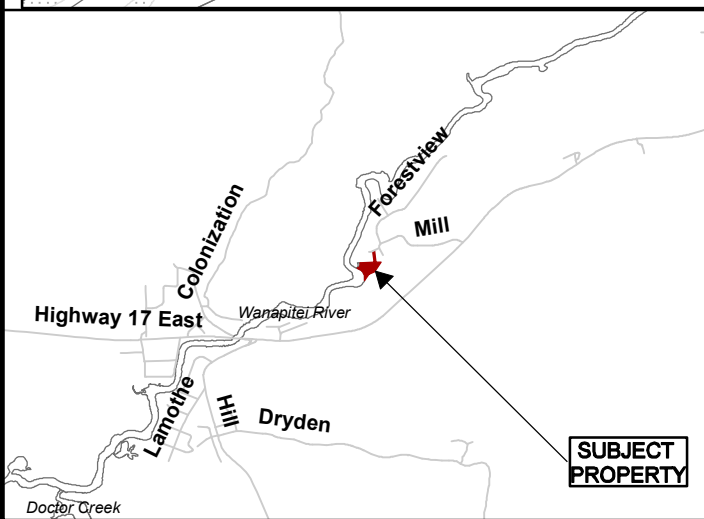 Forestview
Colonization
Mill
Highway 17 East
Wanapitei River
Lamothe
Hill
Dryden
SUBJECT
PROPERTY
Doctor Creek